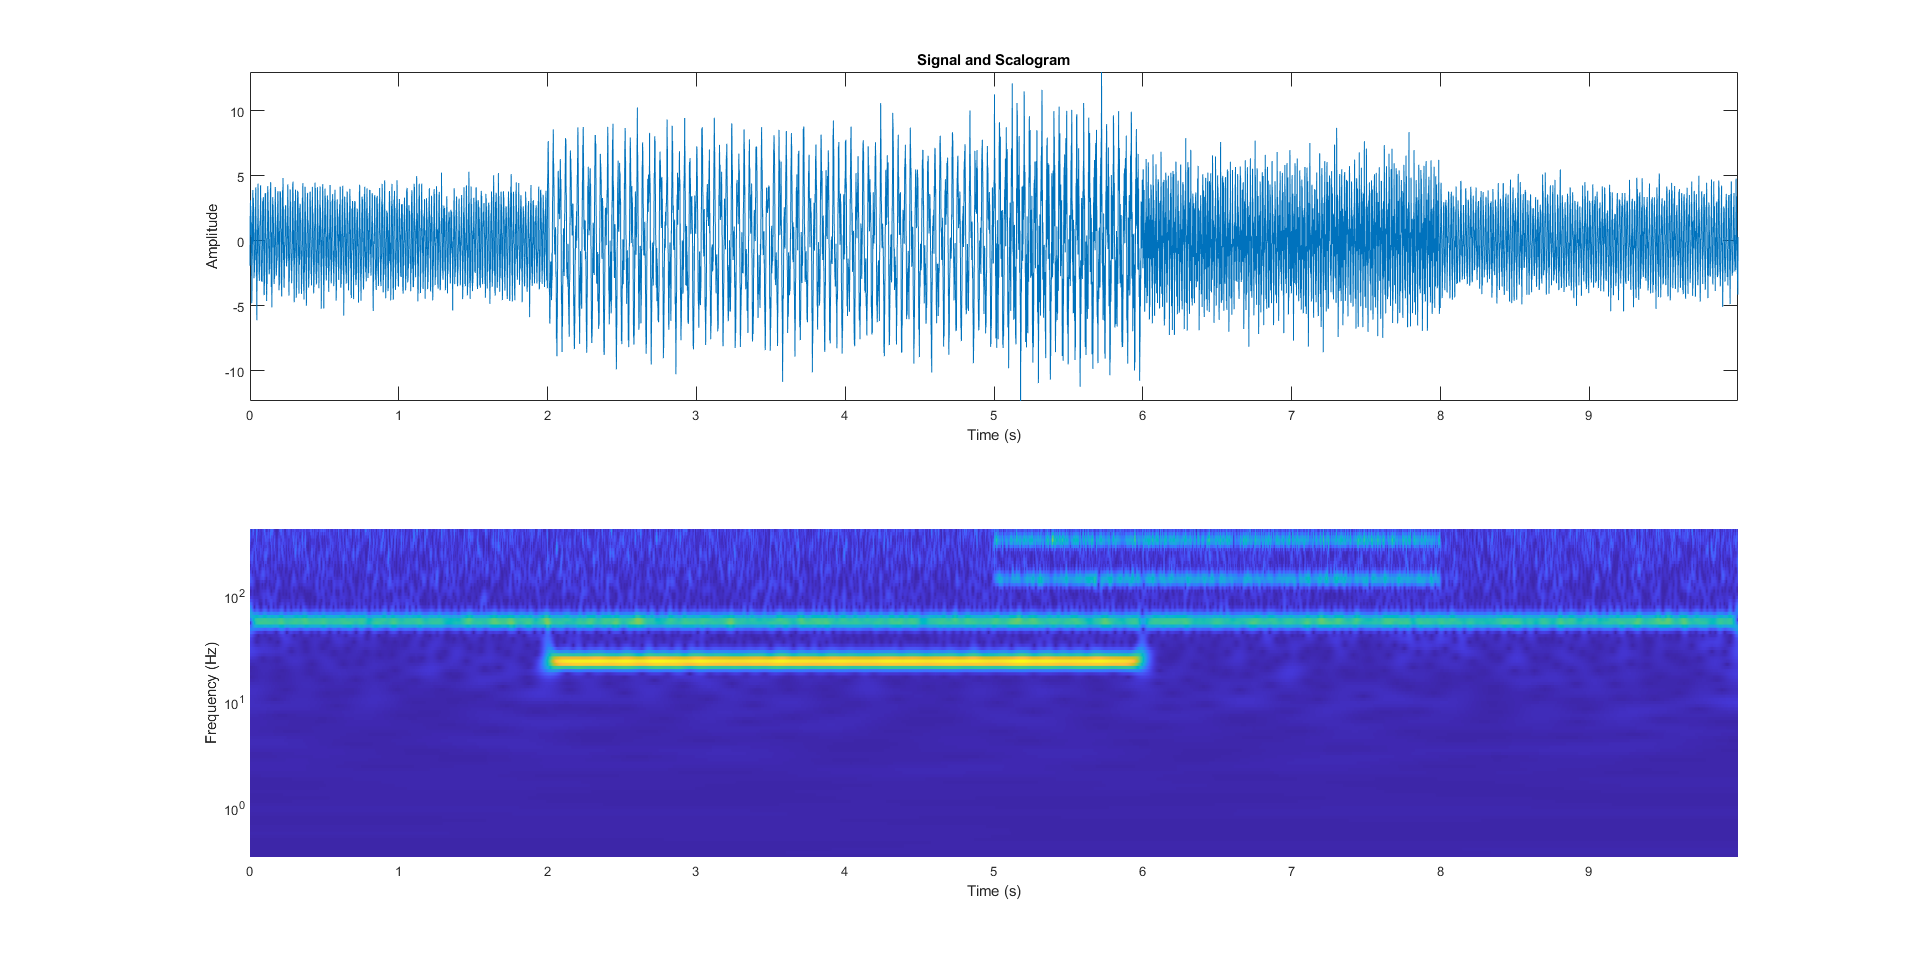 Signal and Scalogram
Amplitude
10
5
0
-5
-10
0 1 2 3 4 5 6 7 8 9
Time (s)
Frequency (Hz)
10²
10¹
10⁰
0 1 2 3 4 5 6 7 8 9
Time (s)